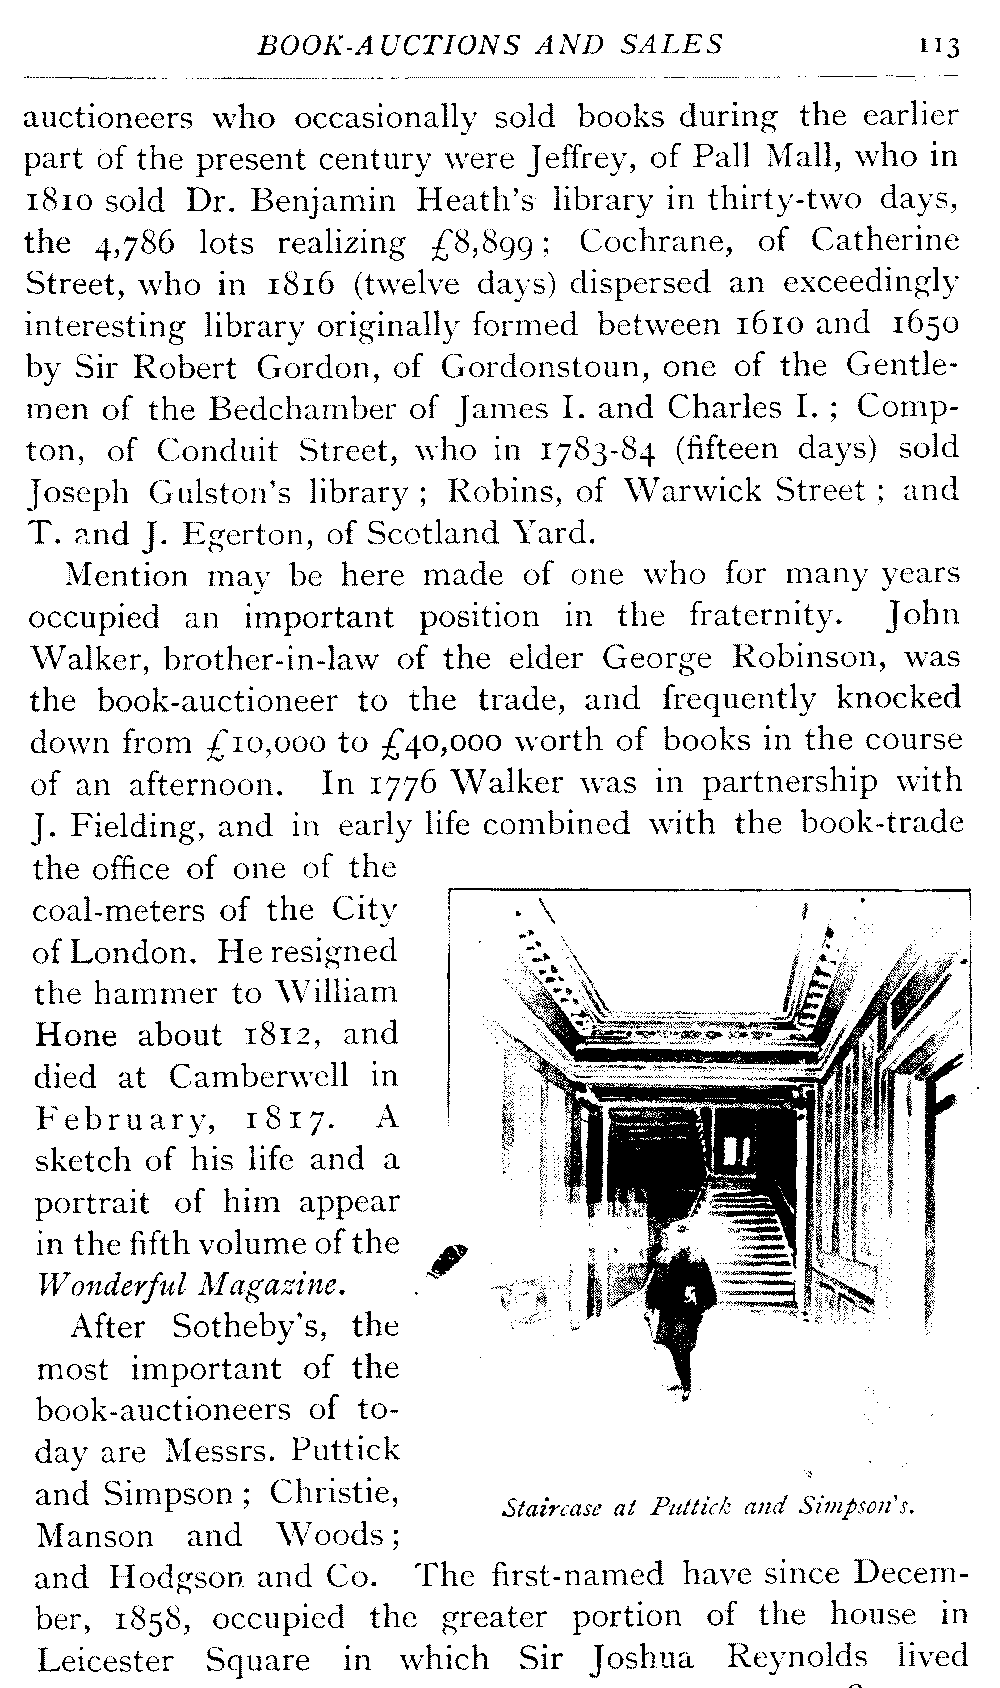 BOOK-AUCTIONS AND SALES 113
auctioneers who occasionally sold books during the earlier
part of the present century were Jeffrey, of Pall Mall, who in
1810 sold Dr. Benjamin Heath's library in thirty-two days,
the 4,786 lots realizing £8,899; Cochrane, of Catherine
Street, who in 1816 (twelve days) dispersed an exceedingly
interesting library originally formed between 1610 and 1650
by Sir Robert Gordon, of Gordonstoun, one of the Gentle-
men of the Bedchamber of James I. and Charles I.; Comp-
ton, of Conduit Street, who in 1783-84 (fifteen days) sold
Joseph Gulston's library; Robins, of Warwick Street; and
T. and J. Egerton, of Scotland Yard.
Mention may be here made of one who for many years
occupied an important position in the fraternity. John
Walker, brother-in-law of the elder George Robinson, was
the book-auctioneer to the trade, and frequently knocked
down from £10,000 to £40,000 worth of books in the course
of an afternoon. In 1776 Walker was in partnership with
J. Fielding, and in early life combined with the book-trade
the office of one of the
coal-meters of the City
of London. He resigned
the hammer to William
Hone about 1812, and
died at Camberwell in
February, 1817. A
sketch of his life and a
portrait of him appear
in the fifth volume of the
Wonderful Magazine.
After Sotheby's, the
most important of the
book-auctioneers of to-
day are Messrs. Puttick
and Simpson; Christie,
Manson and Woods;
Staircase at Puttick and Simpson's.
and Hodgson and Co. The first-named have since Decem-
ber, 1858, occupied the greater portion of the house in
Leicester Square in which Sir Joshua Reynolds lived